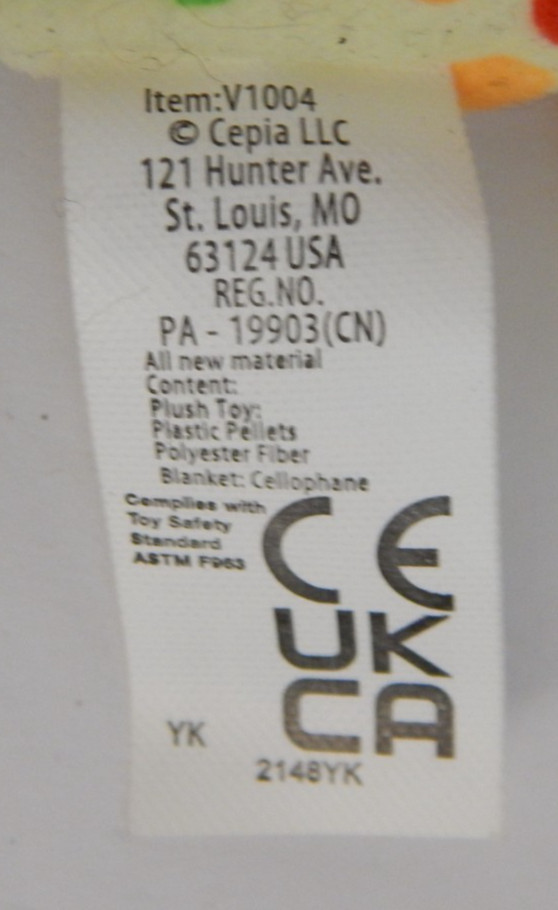 Item:V1004
© Cepia LLC
121 Hunter Ave.
St. Louis, MO
63124 USA
REG.NO.
PA - 19903(CN)
All new material
Content:
Plush Toy:
Plastic Pellets
Polyester Fiber
Blanket: Cellophane
Complies with
Toy Safety
Standard
ASTM F963
CE
UK
CA
YK
2148YK